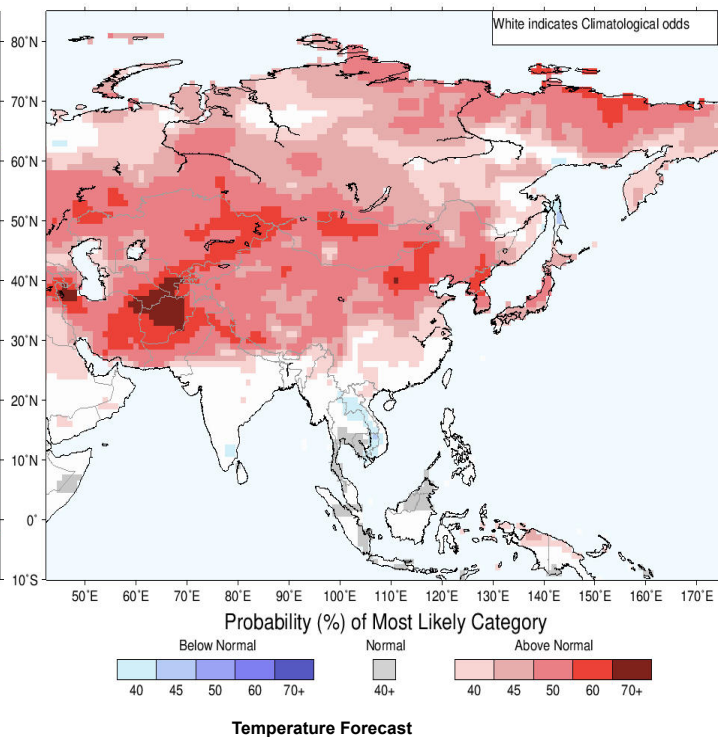 White indicates Climatological odds
80˚N
70˚N
60˚N
50˚N
40˚N
30˚N
20˚N
10˚N
0˚
10˚S
50˚E 60˚E 70˚E 80˚E 90˚E 100˚E 110˚E 120˚E 130˚E 140˚E 150˚E 160˚E 170˚E
Probability (%) of Most Likely Category
Below Normal Normal Above Normal
40 45 50 60 70+ 40+ 40 45 50 60 70+
Temperature Forecast